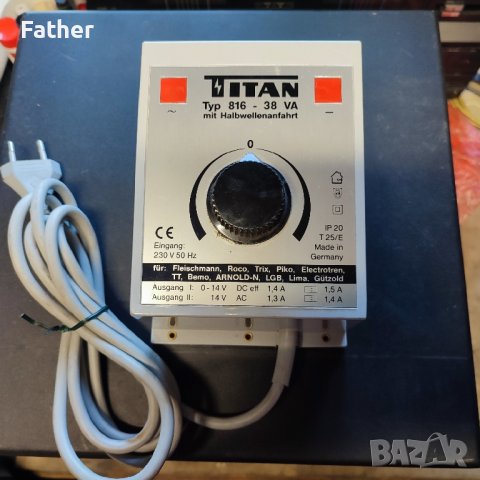 Father
TITAN
Typ 816 - 38 VA
mit Halbwellenanfahrt
~
–
0
CE
Eingang:
230 V 50 Hz
IP 20
T 25/E
Made in
Germany
für: Fleischmann, Roco, Trix, Piko, Electrotren,
TT, Bemo, ARNOLD-N, LGB, Lima, Gützold
Ausgang I: 0-14V DC eff 1,4 A 1,5 A
Ausgang II: 14V AC 1,3 A 1,4 A
BAZAR